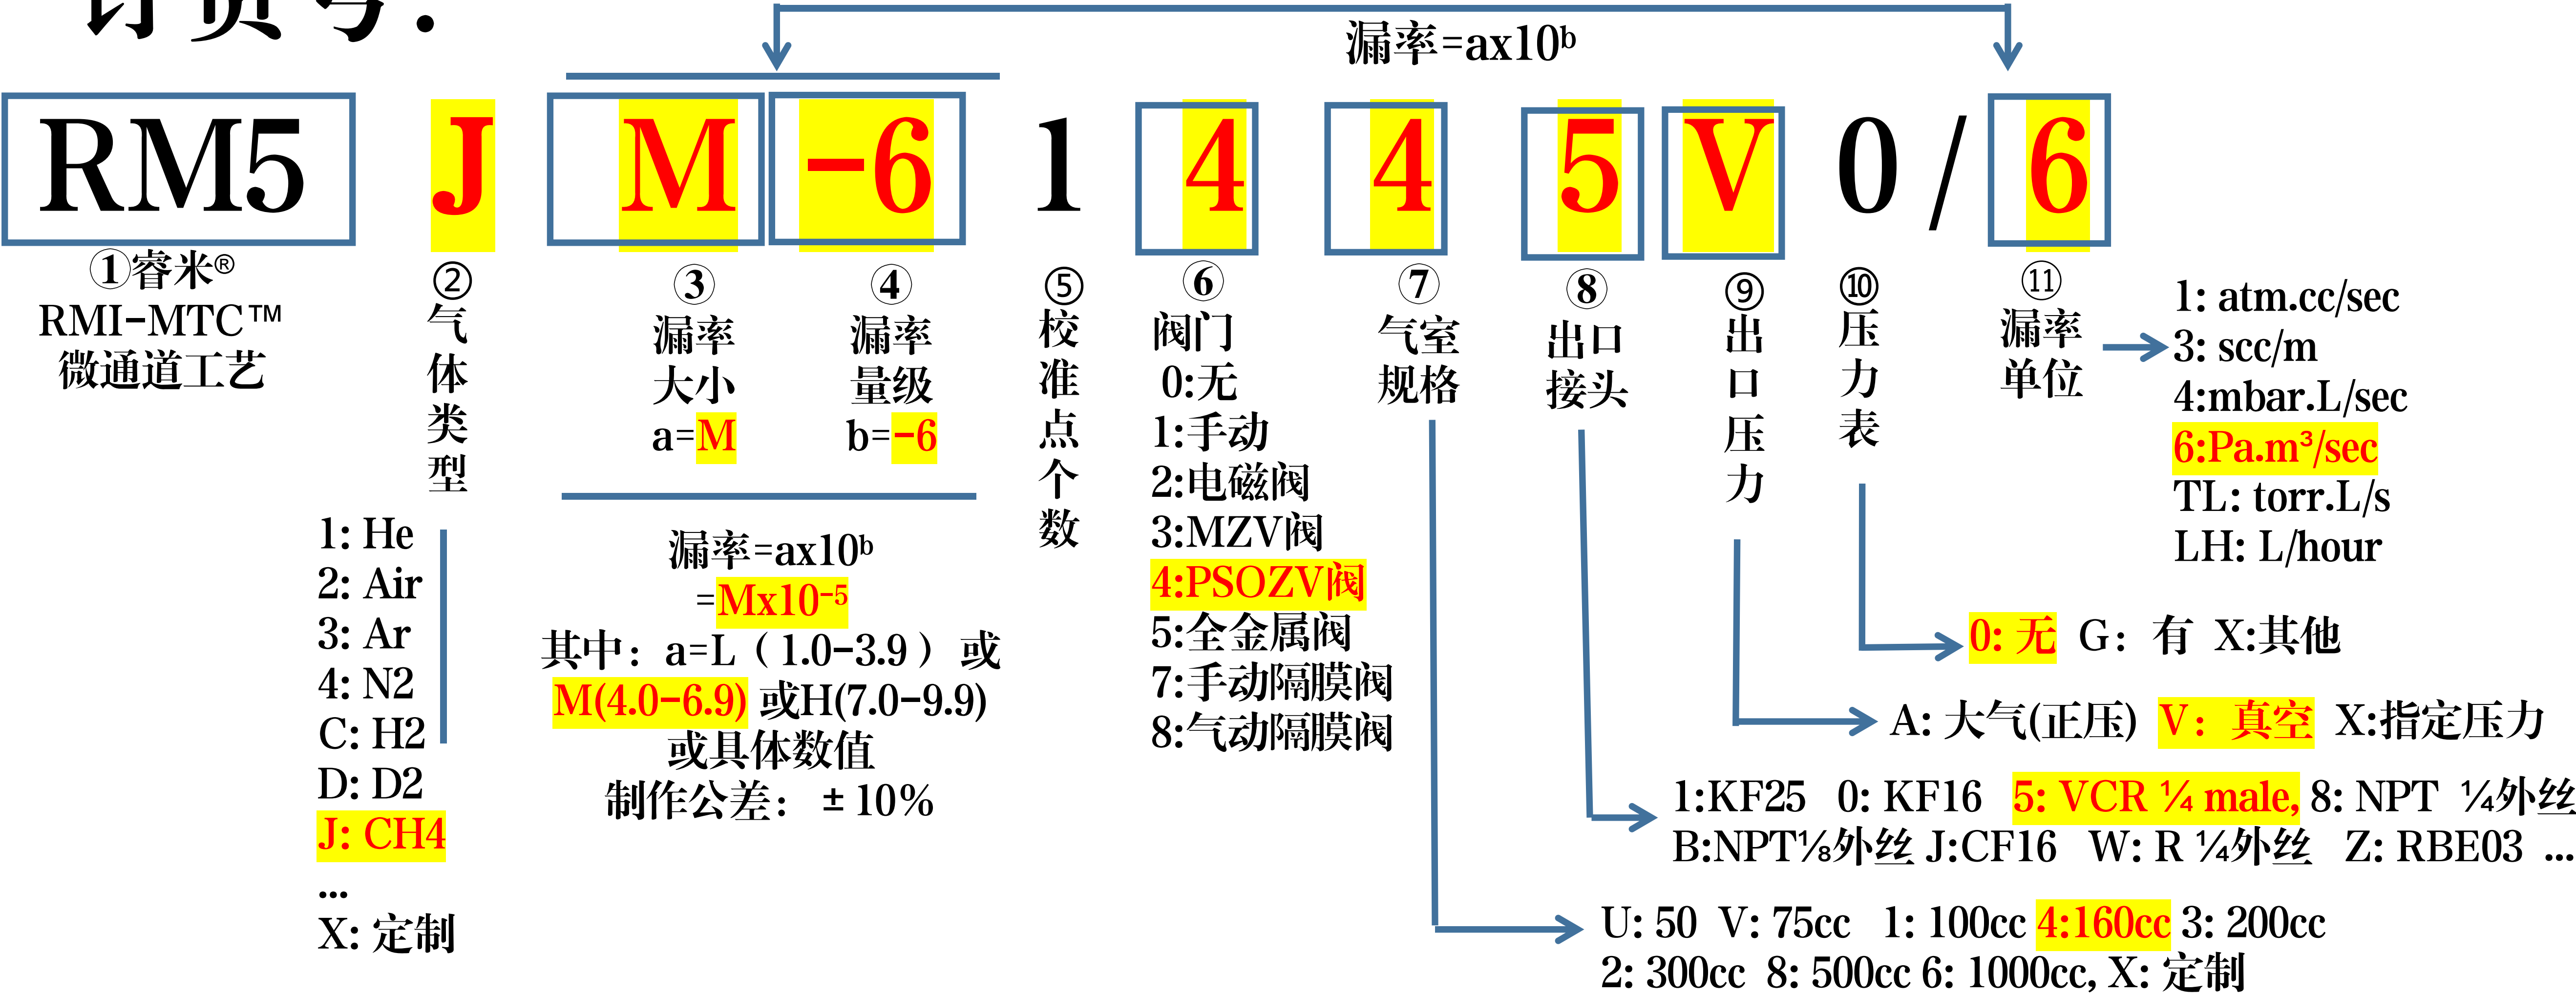 订货号:
漏率=ax10ᵇ
RM5 J M -6 1 4 4 5 V 0 / 6
①睿米®
RMI-MTC™
微通道工艺
②
气体类型
1: He
2: Air
3: Ar
4: N2
C: H2
D: D2
J: CH4
...
X: 定制
③
漏率
大小
a=M
④
漏率
量级
b=-6
漏率=ax10ᵇ
=Mx10⁻⁵
其中: a=L（1.0-3.9）或
M(4.0-6.9) 或H(7.0-9.9)
或具体数值
制作公差: ±10%
⑤
校准点个数
⑥
阀门
0:无
1:手动
2:电磁阀
3:MZV阀
4:PSOZV阀
5:全金属阀
7:手动隔膜阀
8:气动隔膜阀
⑦
气室
规格
⑧
出口
接头
⑨
出口压力
⑩
压力表
⑪
漏率
单位
1: atm.cc/sec
3: scc/m
4:mbar.L/sec
6:Pa.m³/sec
TL: torr.L/s
LH: L/hour
0: 无 G: 有 X:其他
A: 大气(正压) V: 真空 X:指定压力
1:KF25 0: KF16 5: VCR ¼ male, 8: NPT ¼外丝
B:NPT⅛外丝 J:CF16 W: R ¼外丝 Z: RBE03 ...
U: 50 V: 75cc 1: 100cc 4:160cc 3: 200cc
2: 300cc 8: 500cc 6: 1000cc, X: 定制